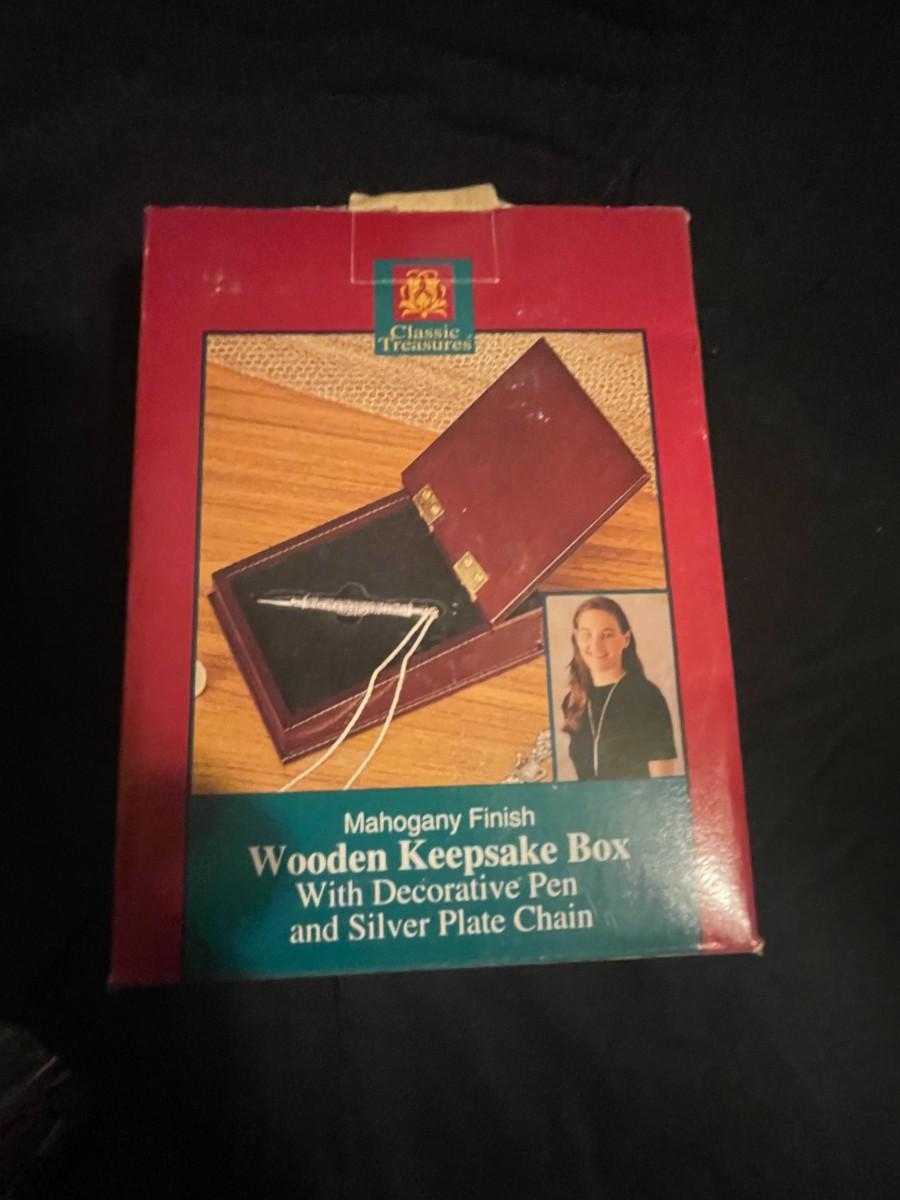 Classic
Treasures
Mahogany Finish
Wooden Keepsake Box
With Decorative Pen
and Silver Plate Chain